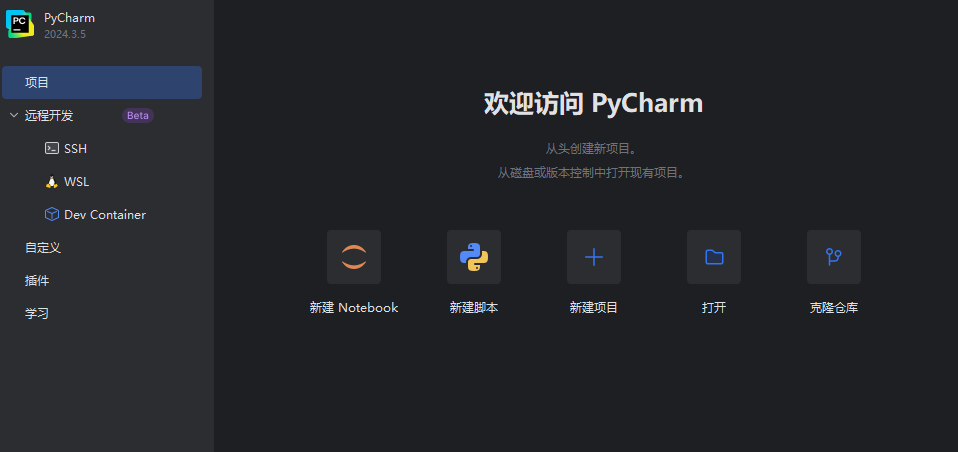 PyCharm
2024.3.5
项目
远程开发 Beta
SSH
WSL
Dev Container
自定义
插件
学习
欢迎访问 PyCharm
从头创建新项目。
从磁盘或版本控制中打开现有项目。
新建 Notebook
新建脚本
新建项目
打开
克隆仓库